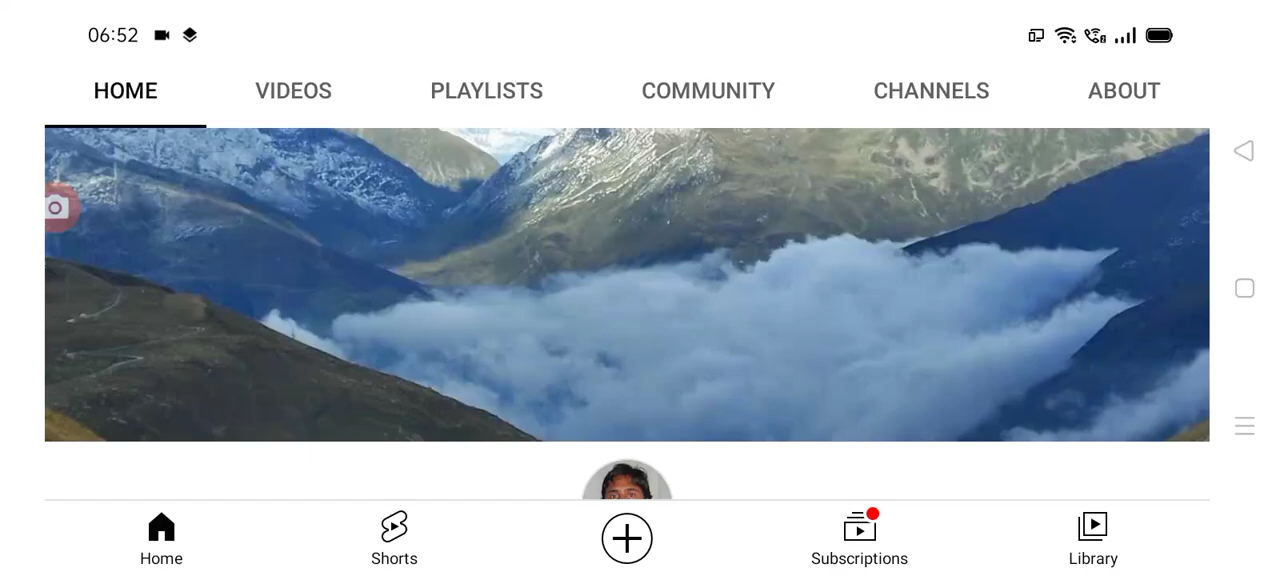 06:52
HOME VIDEOS PLAYLISTS COMMUNITY CHANNELS ABOUT
Home Shorts Subscriptions Library